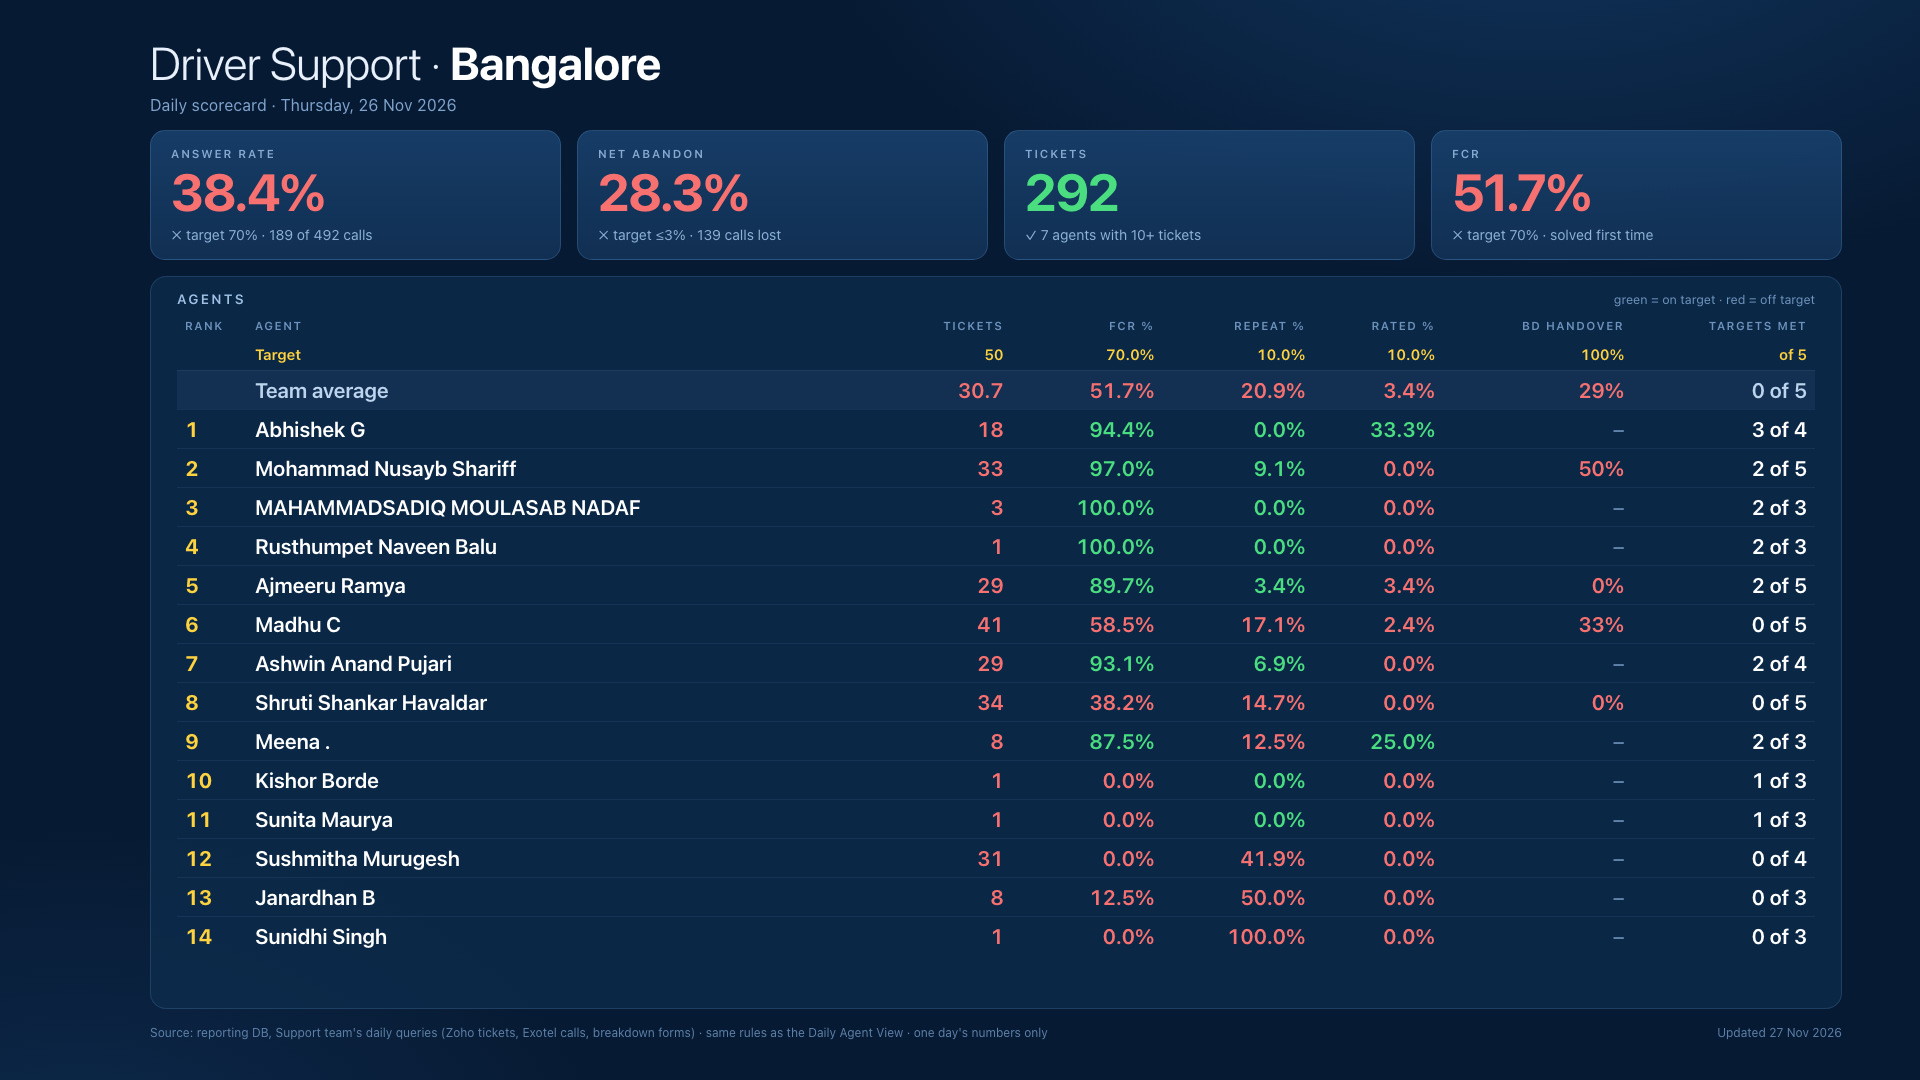 Driver Support · Bangalore
Daily scorecard · Thursday, 26 Nov 2026
ANSWER RATE
38.4%
✕ target 70% · 189 of 492 calls
NET ABANDON
28.3%
✕ target ≤3% · 139 calls lost
TICKETS
292
✓ 7 agents with 10+ tickets
FCR
51.7%
✕ target 70% · solved first time
AGENTS green = on target · red = off target
RANK AGENT TICKETS FCR % REPEAT % RATED % BD HANDOVER TARGETS MET
Target 50 70.0% 10.0% 10.0% 100% of 5
Team average 30.7 51.7% 20.9% 3.4% 29% 0 of 5
1 Abhishek G 18 94.4% 0.0% 33.3% – 3 of 4
2 Mohammad Nusayb Shariff 33 97.0% 9.1% 0.0% 50% 2 of 5
3 MAHAMMADSADIQ MOULASAB NADAF 3 100.0% 0.0% 0.0% – 2 of 3
4 Rusthumpet Naveen Balu 1 100.0% 0.0% 0.0% – 2 of 3
5 Ajmeeru Ramya 29 89.7% 3.4% 3.4% 0% 2 of 5
6 Madhu C 41 58.5% 17.1% 2.4% 33% 0 of 5
7 Ashwin Anand Pujari 29 93.1% 6.9% 0.0% – 2 of 4
8 Shruti Shankar Havaldar 34 38.2% 14.7% 0.0% 0% 0 of 5
9 Meena . 8 87.5% 12.5% 25.0% – 2 of 3
10 Kishor Borde 1 0.0% 0.0% 0.0% – 1 of 3
11 Sunita Maurya 1 0.0% 0.0% 0.0% – 1 of 3
12 Sushmitha Murugesh 31 0.0% 41.9% 0.0% – 0 of 4
13 Janardhan B 8 12.5% 50.0% 0.0% – 0 of 3
14 Sunidhi Singh 1 0.0% 100.0% 0.0% – 0 of 3
Source: reporting DB, Support team's daily queries (Zoho tickets, Exotel calls, breakdown forms) · same rules as the Daily Agent View · one day's numbers only
Updated 27 Nov 2026